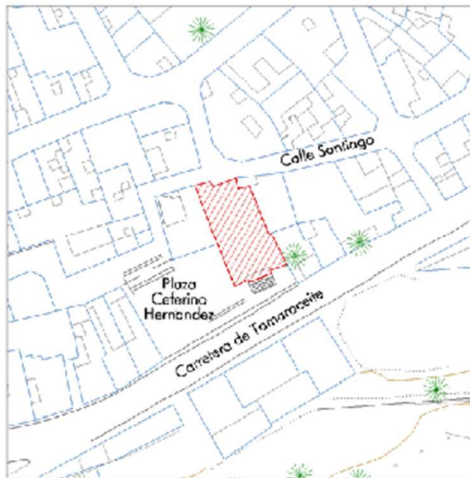 Calle Santiago
Plaza
Ceferino
Hernandez
Carretera de Tamaraceite